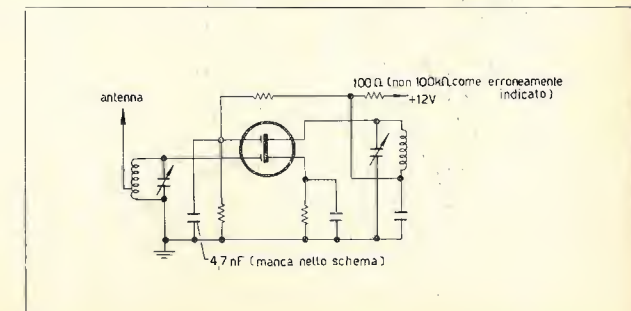 100Ω (non 100kΩ come erroneamente
indicato)
+12V
antenna
4,7 nF (manca nello schema)